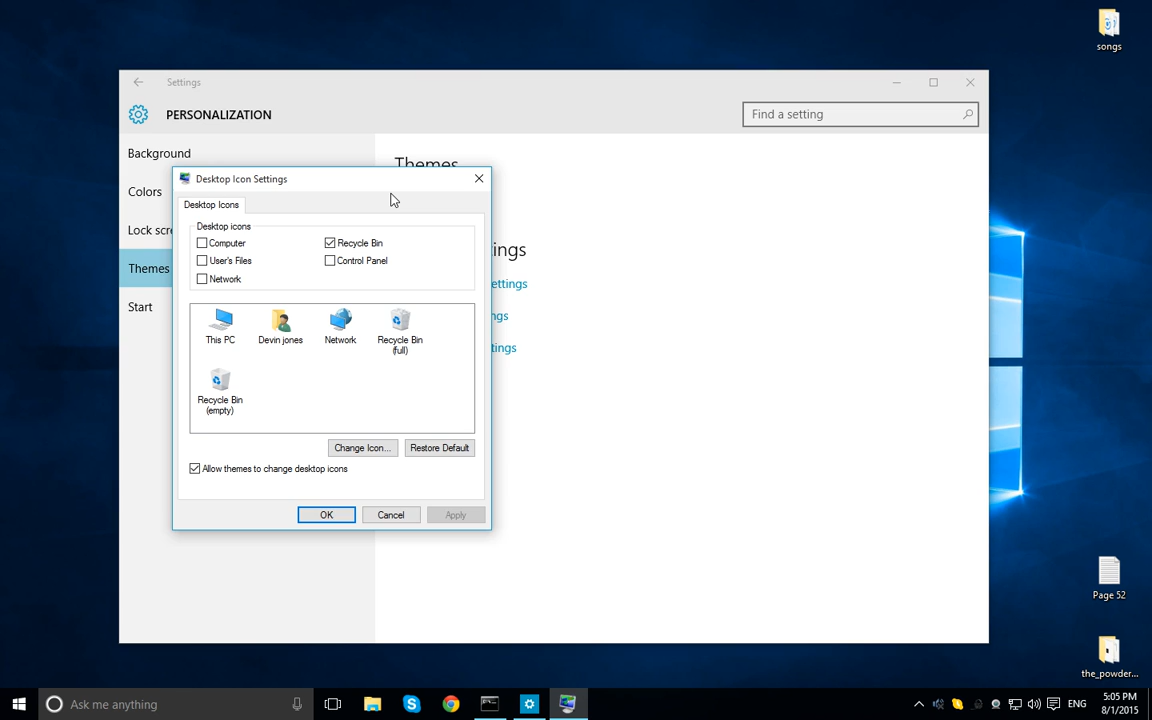 songs
Settings
PERSONALIZATION
Find a setting
Background
Colors
Lock scre
Themes
Start
Themes
ings
ettings
ngs
tings
Desktop Icon Settings
Desktop Icons
Desktop icons
Computer
Recycle Bin
User's Files
Control Panel
Network
This PC
Devin jones
Network
Recycle Bin
(full)
Recycle Bin
(empty)
Change Icon...
Restore Default
Allow themes to change desktop icons
OK
Cancel
Apply
Page 52
the_powder...
Ask me anything
ENG
5:05 PM
8/1/2015